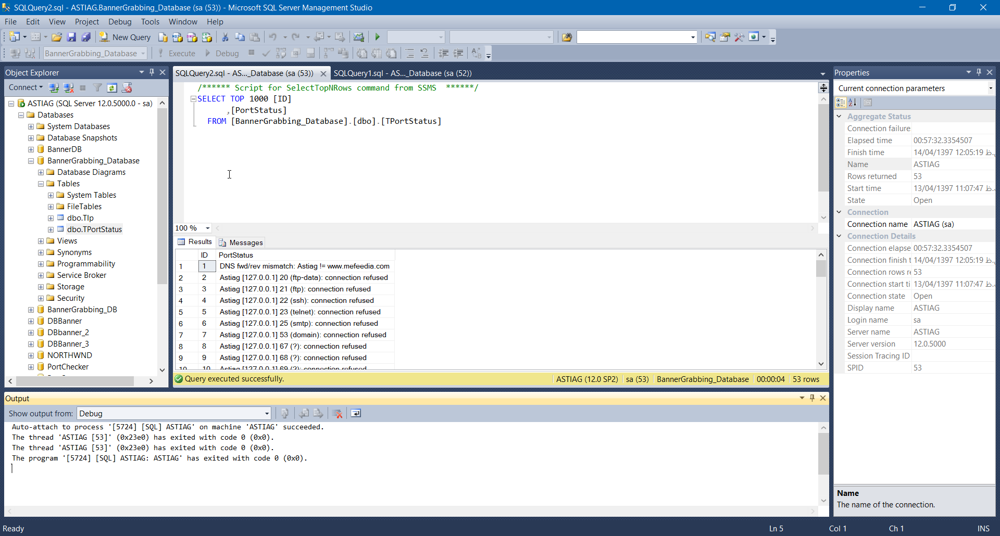 SQLQuery2.sql - ASTIAG.BannerGrabbing_Database (sa (53)) - Microsoft SQL Server Management Studio
File Edit View Project Debug Tools Window Help
New Query
BannerGrabbing_Database Execute Debug
Object Explorer
Connect
ASTIAG (SQL Server 12.0.5000.0 - sa)
Databases
System Databases
Database Snapshots
BannerDB
BannerGrabbing_Database
Database Diagrams
Tables
System Tables
FileTables
dbo.TIp
dbo.TPortStatus
Views
Synonyms
Programmability
Service Broker
Storage
Security
BannerGrabbing_DB
DBBanner
DBbanner_2
DBBanner_3
NORTHWND
PortChecker
SQLQuery2.sql - AS..._Database (sa (53)) SQLQuery1.sql - AS..._Database (sa (52))
/****** Script for SelectTopNRows command from SSMS ******/
SELECT TOP 1000 [ID]
,[PortStatus]
FROM [BannerGrabbing_Database].[dbo].[TPortStatus]
100 %
Results Messages
ID PortStatus
1 1 DNS fwd/rev mismatch: Astiag != www.mefeedia.com
2 2 Astiag [127.0.0.1] 20 (ftp-data): connection refused
3 3 Astiag [127.0.0.1] 21 (ftp): connection refused
4 4 Astiag [127.0.0.1] 22 (ssh): connection refused
5 5 Astiag [127.0.0.1] 23 (telnet): connection refused
6 6 Astiag [127.0.0.1] 25 (smtp): connection refused
7 7 Astiag [127.0.0.1] 53 (domain): connection refused
8 8 Astiag [127.0.0.1] 67 (?): connection refused
9 9 Astiag [127.0.0.1] 68 (?): connection refused
10 10 Astiag [127.0.0.1] 69 (?): connection refused
Query executed successfully. ASTIAG (12.0 SP2) sa (53) BannerGrabbing_Database 00:00:04 53 rows
Properties
Current connection parameters
Aggregate Status
Connection failure
Elapsed time 00:57:32.3354507
Finish time 14/04/1397 12:05:19
Name ASTIAG
Rows returned 53
Start time 13/04/1397 11:07:47
State Open
Connection
Connection name ASTIAG (sa)
Connection Details
Connection elapse 00:57:32.3354507
Connection finish t 14/04/1397 12:05:19
Connection rows re 53
Connection start ti 13/04/1397 11:07:47
Connection state Open
Display name ASTIAG
Login name sa
Server name ASTIAG
Server version 12.0.5000
Session Tracing ID
SPID 53
Name
The name of the connection.
Output
Show output from: Debug
Auto-attach to process '[5724] [SQL] ASTIAG' on machine 'ASTIAG' succeeded.
The thread 'ASTIAG [53]' (0x23e0) has exited with code 0 (0x0).
The thread 'ASTIAG [53]' (0x23e0) has exited with code 0 (0x0).
The program '[5724] [SQL] ASTIAG: ASTIAG' has exited with code 0 (0x0).
Ready Ln 5 Col 1 Ch 1 INS